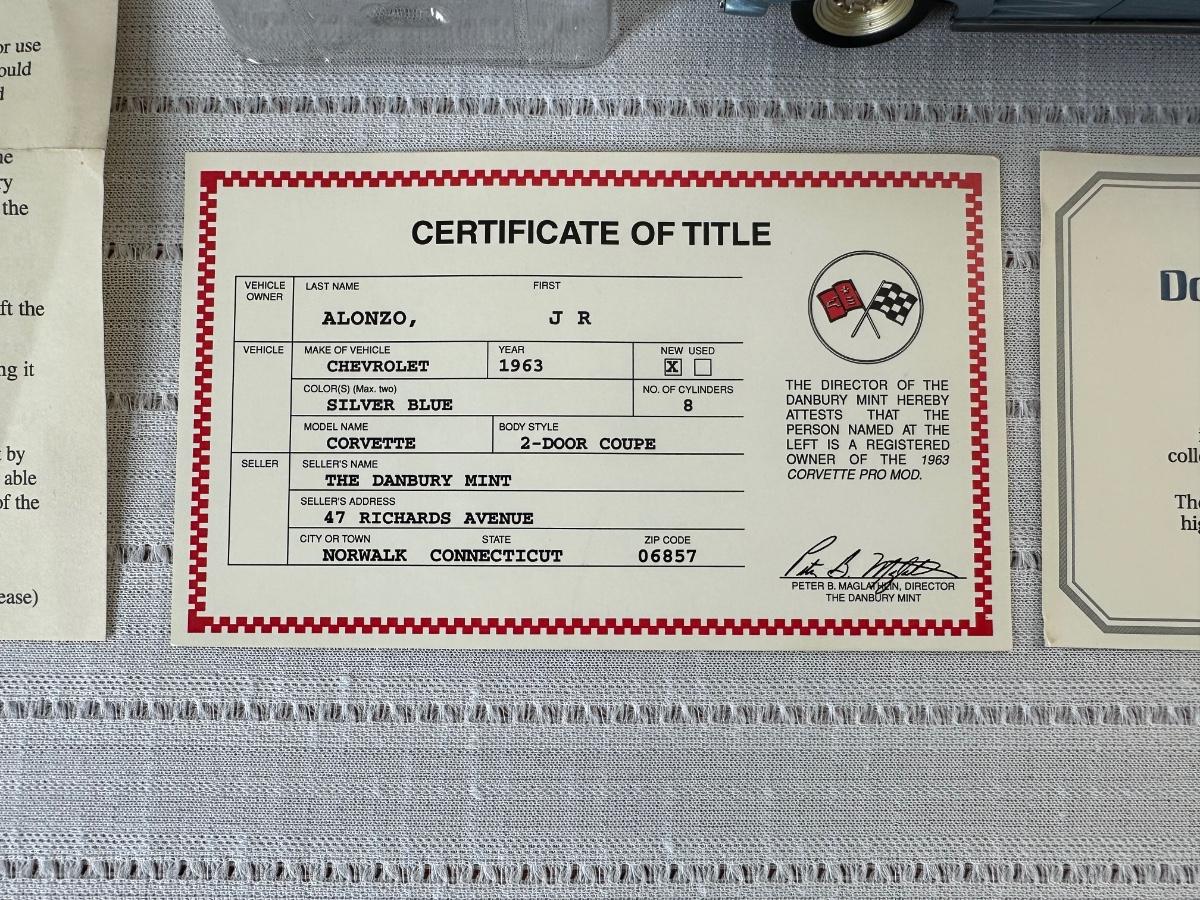 or use
ould
d
he
ry
the
ft the
ng it
t by
able
of the
ease)
CERTIFICATE OF TITLE
VEHICLE OWNER LAST NAME FIRST
ALONZO, J R
VEHICLE MAKE OF VEHICLE YEAR NEW USED
CHEVROLET 1963 X
COLOR(S) (Max. two) NO. OF CYLINDERS
SILVER BLUE 8
MODEL NAME BODY STYLE
CORVETTE 2-DOOR COUPE
SELLER SELLER'S NAME
THE DANBURY MINT
SELLER'S ADDRESS
47 RICHARDS AVENUE
CITY OR TOWN STATE ZIP CODE
NORWALK CONNECTICUT 06857
THE DIRECTOR OF THE
DANBURY MINT HEREBY
ATTESTS THAT THE
PERSON NAMED AT THE
LEFT IS A REGISTERED
OWNER OF THE 1963
CORVETTE PRO MOD.
Peter B. Maglathlin
PETER B. MAGLATHLIN, DIRECTOR
THE DANBURY MINT
Da
colle
The
hig